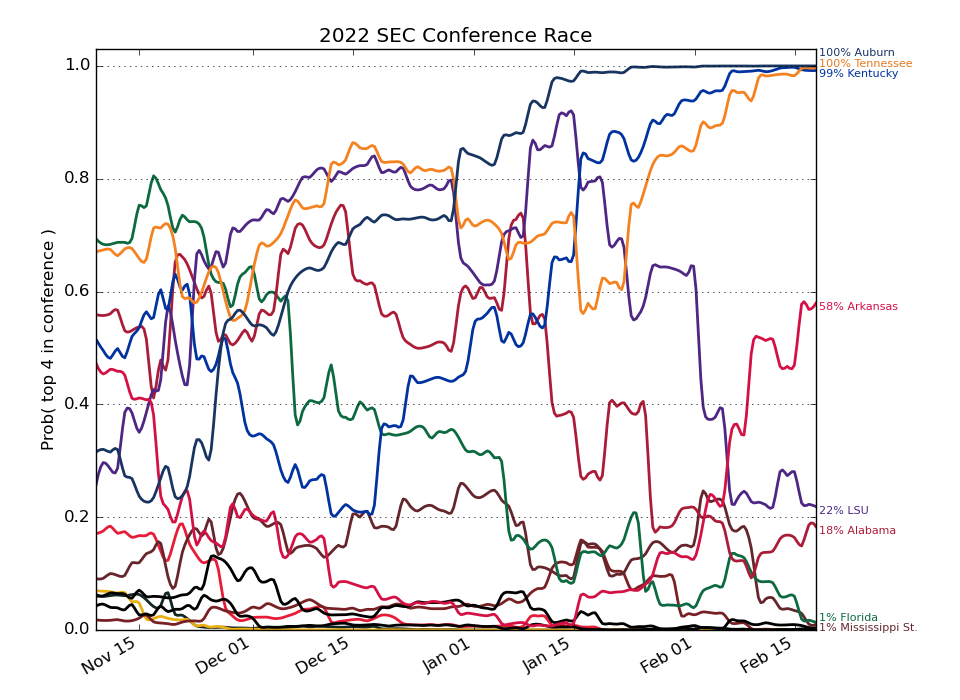 2022 SEC Conference Race
Prob( top 4 in conference )
1.0
0.8
0.6
0.4
0.2
0.0
Nov 15
Dec 01
Dec 15
Jan 01
Jan 15
Feb 01
Feb 15
100% Auburn
100% Tennessee
99% Kentucky
58% Arkansas
22% LSU
18% Alabama
1% Florida
1% Mississippi St.